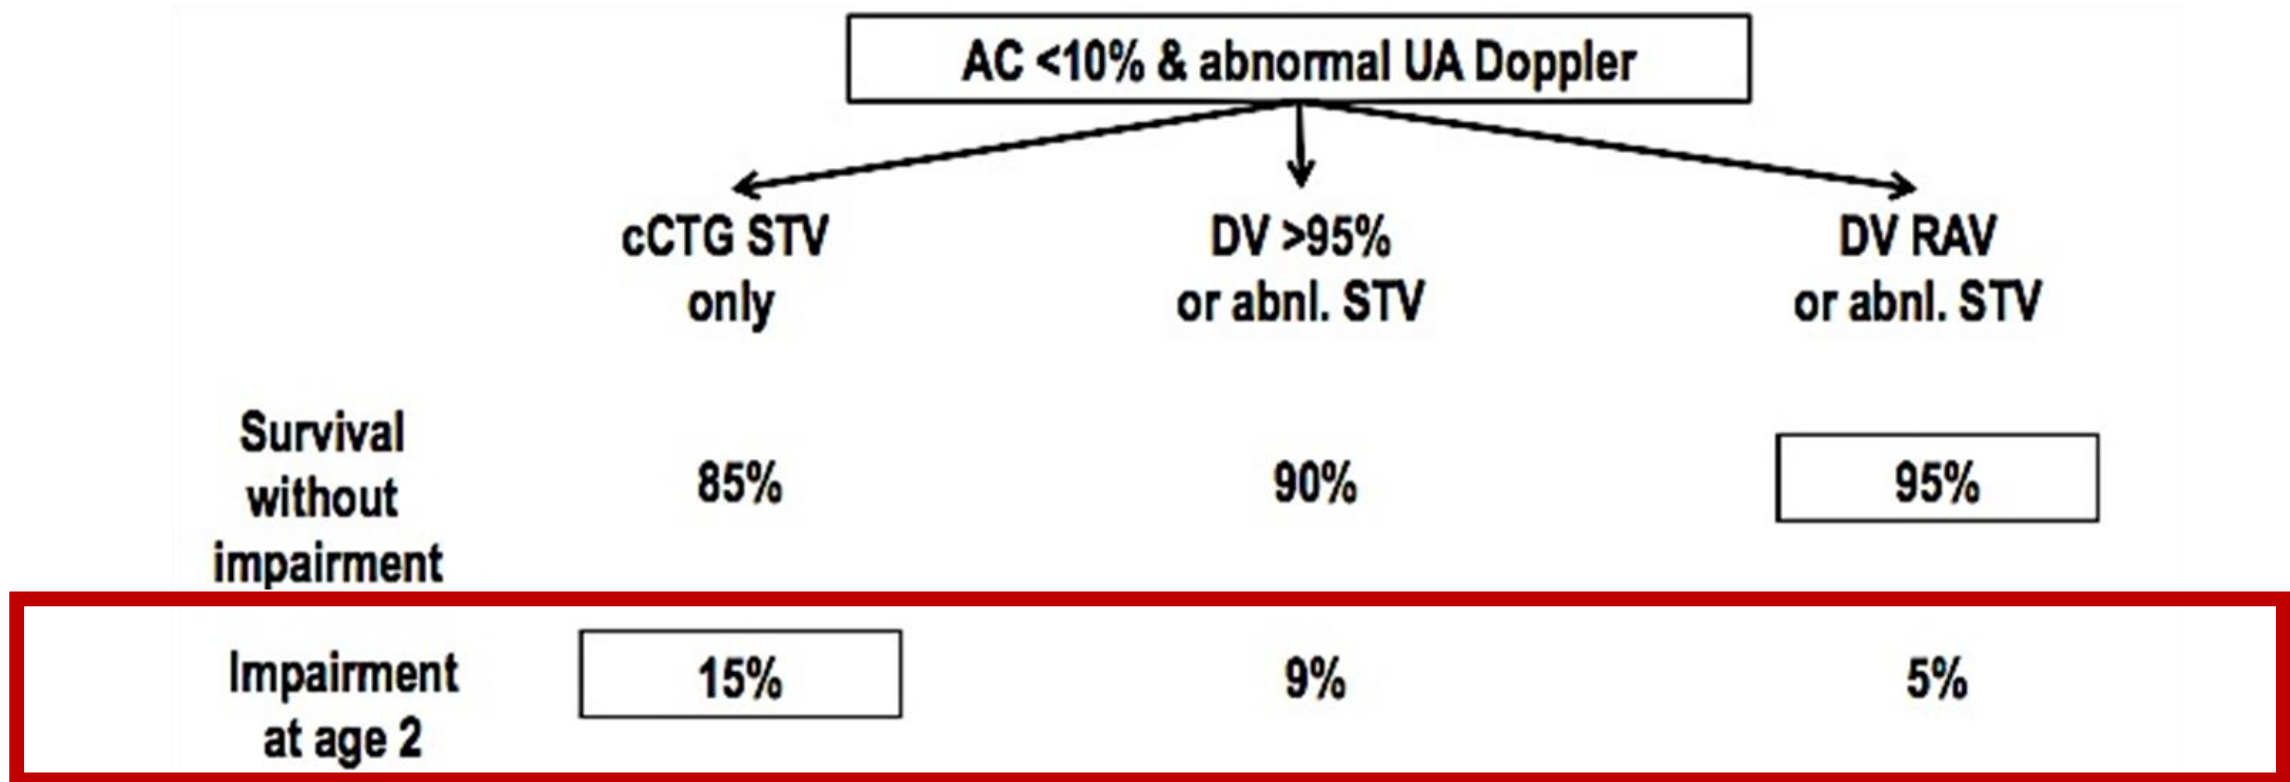 AC <10% & abnormal UA Doppler
cCTG STV
only
DV >95%
or abnl. STV
DV RAV
or abnl. STV
Survival
without
impairment
85%
90%
95%
Impairment
at age 2
15%
9%
5%